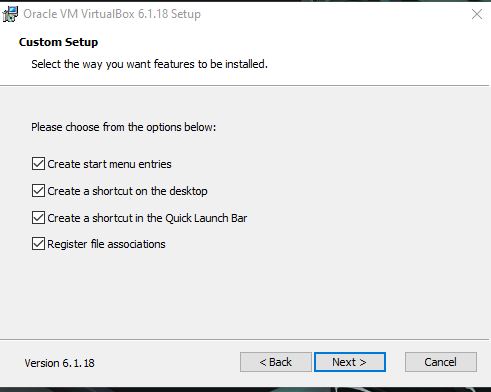 Oracle VM VirtualBox 6.1.18 Setup
Custom Setup
Select the way you want features to be installed.
Please choose from the options below:
Create start menu entries
Create a shortcut on the desktop
Create a shortcut in the Quick Launch Bar
Register file associations
Version 6.1.18
< Back
Next >
Cancel